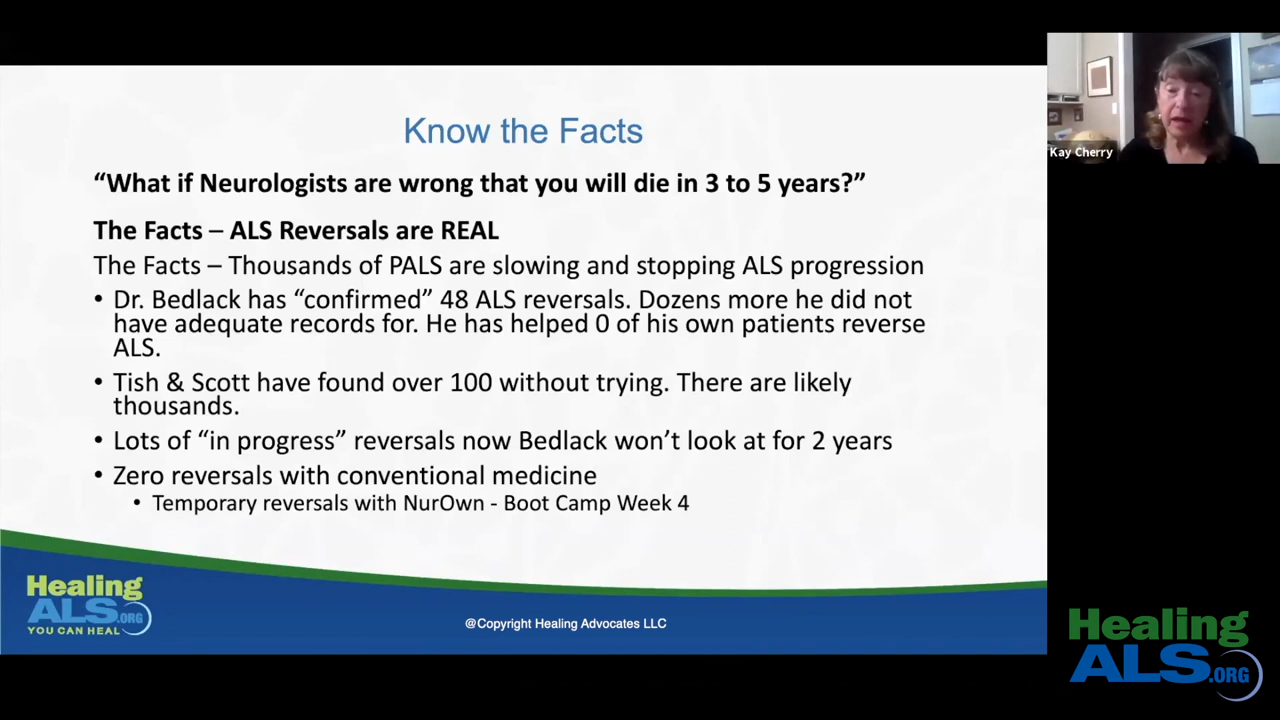 Know the Facts
“What if Neurologists are wrong that you will die in 3 to 5 years?”
The Facts – ALS Reversals are REAL
The Facts – Thousands of PALS are slowing and stopping ALS progression
• Dr. Bedlack has “confirmed” 48 ALS reversals. Dozens more he did not
have adequate records for. He has helped 0 of his own patients reverse
ALS.
• Tish & Scott have found over 100 without trying. There are likely
thousands.
• Lots of “in progress” reversals now Bedlack won’t look at for 2 years
• Zero reversals with conventional medicine
• Temporary reversals with NurOwn - Boot Camp Week 4
Kay Cherry
Healing
ALS.ORG
YOU CAN HEAL
@Copyright Healing Advocates LLC
Healing
ALS.ORG